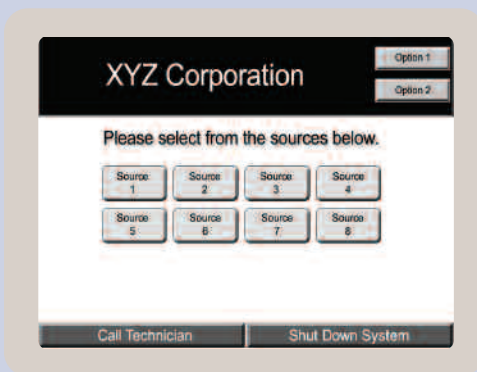 XYZ Corporation
Option 1
Option 2
Please select from the sources below.
Source 1
Source 2
Source 3
Source 4
Source 5
Source 6
Source 7
Source 8
Call Technician
Shut Down System